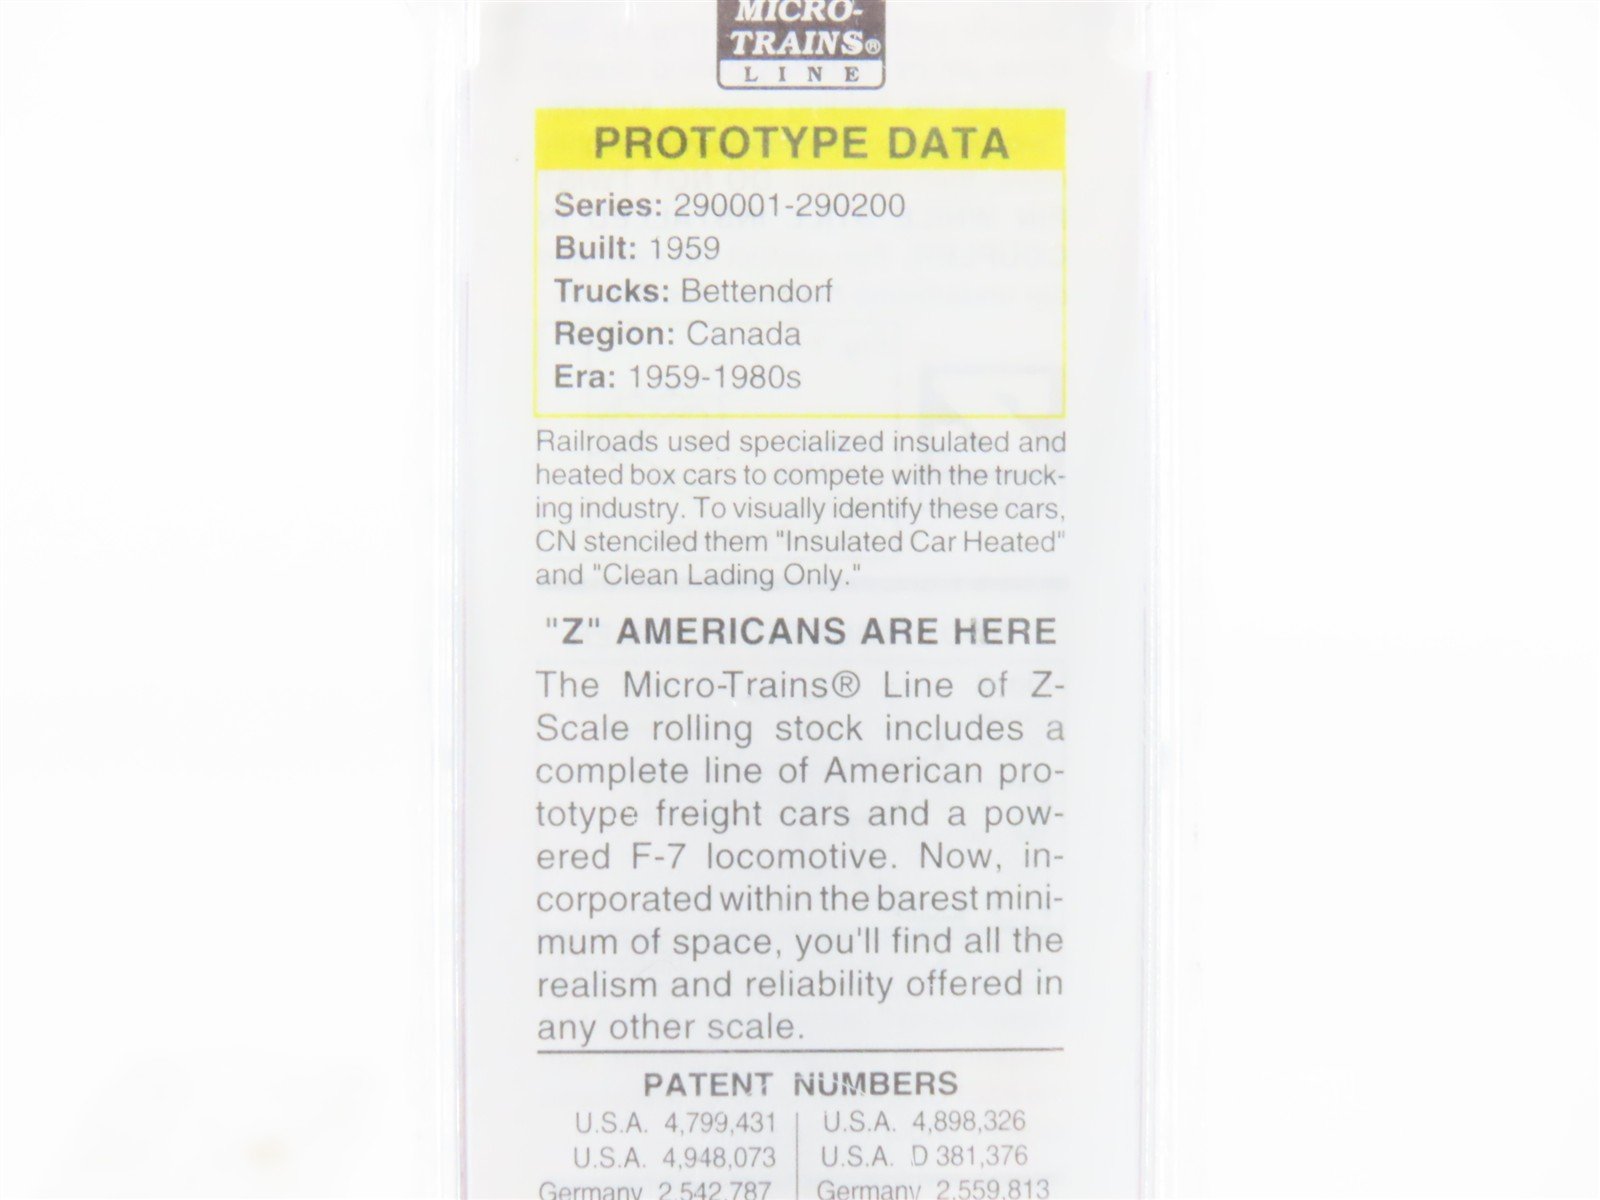 MICRO-
TRAINS®
LINE
PROTOTYPE DATA
Series: 290001-290200
Built: 1959
Trucks: Bettendorf
Region: Canada
Era: 1959-1980s
Railroads used specialized insulated and
heated box cars to compete with the truck-
ing industry. To visually identify these cars,
CN stenciled them "Insulated Car Heated"
and "Clean Lading Only."
"Z" AMERICANS ARE HERE
The Micro-Trains® Line of Z-
Scale rolling stock includes a
complete line of American pro-
totype freight cars and a pow-
ered F-7 locomotive. Now, in-
corporated within the barest mini-
mum of space, you'll find all the
realism and reliability offered in
any other scale.
PATENT NUMBERS
U.S.A. 4,799,431 U.S.A. 4,898,326
U.S.A. 4,948,073 U.S.A. D 381,376
Germany 2,542,787 Germany 2,559,813